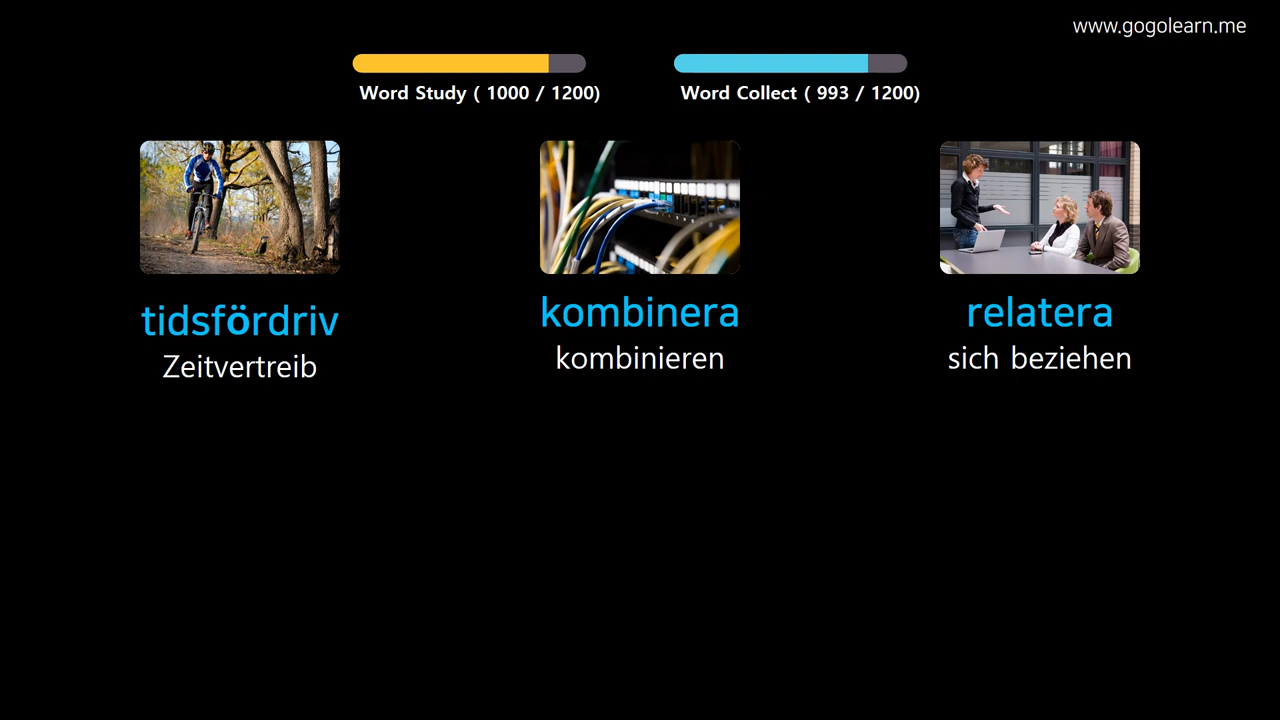 www.gogolearn.me
Word Study ( 1000 / 1200)
Word Collect ( 993 / 1200)
tidsfördriv
Zeitvertreib
kombinera
kombinieren
relatera
sich beziehen